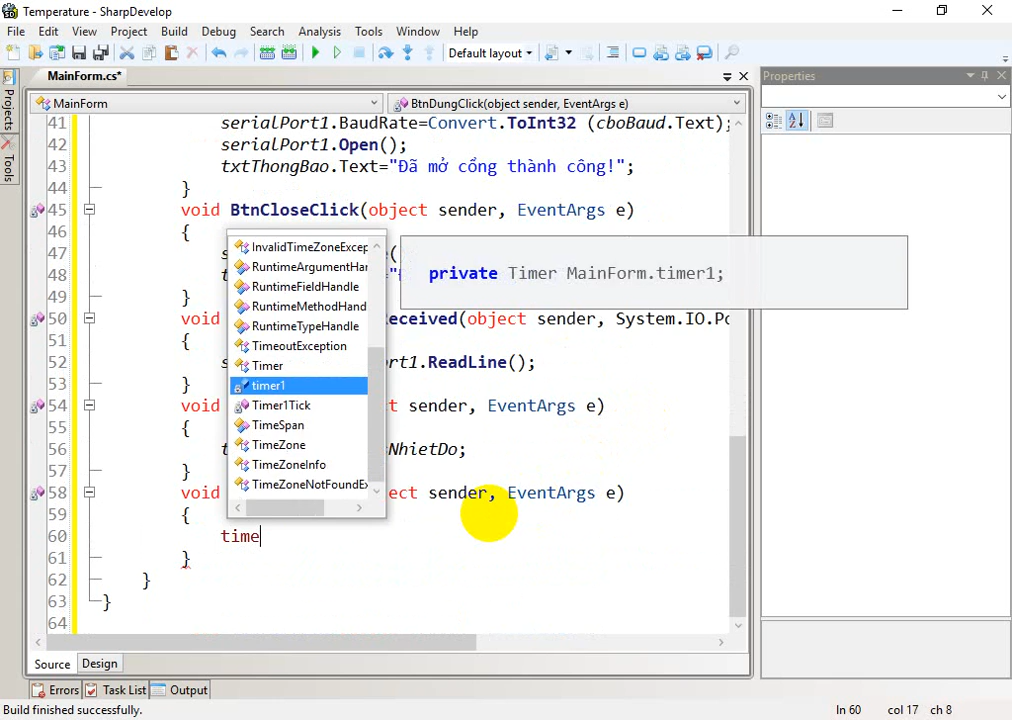 Temperature - SharpDevelop
File Edit View Project Build Debug Search Analysis Tools Window Help
Default layout
MainForm.cs*
Properties
MainForm
BtnDungClick(object sender, EventArgs e)
Projects
Tools
41 serialPort1.BaudRate=Convert.ToInt32 (cboBaud.Text);
42 serialPort1.Open();
43 txtThongBao.Text="Đã mở cổng thành công!";
44 }
45 void BtnCloseClick(object sender, EventArgs e)
46 {
47
48
49 }
50 void Received(object sender, System.IO.Po
51 {
52 rt1.ReadLine();
53 }
54 void ct sender, EventArgs e)
55 {
56 NhietDo;
57 }
58 void ect sender, EventArgs e)
59 {
60 time
61 }
62 }
63 }
64
InvalidTimeZoneExcep
RuntimeArgumentHan
RuntimeFieldHandle
RuntimeMethodHand
RuntimeTypeHandle
TimeoutException
Timer
timer1
Timer1Tick
TimeSpan
TimeZone
TimeZoneInfo
TimeZoneNotFoundEx
private Timer MainForm.timer1;
Source Design
Errors Task List Output
Build finished successfully.
ln 60 col 17 ch 8